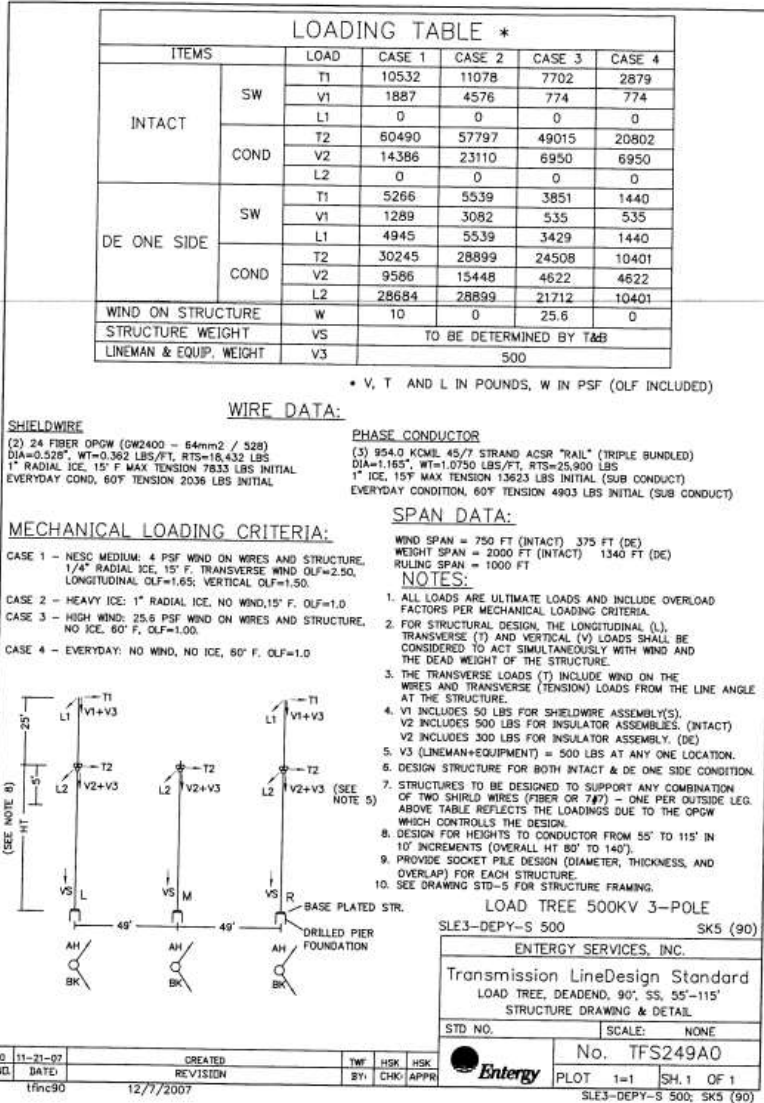 LOADING TABLE *
ITEMS LOAD CASE 1 CASE 2 CASE 3 CASE 4
INTACT SW T1 10532 11078 7702 2879
V1 1887 4576 774 774
L1 0 0 0 0
COND T2 60490 57797 49015 20802
V2 14386 23110 6950 6950
L2 0 0 0 0
DE ONE SIDE SW T1 5266 5539 3851 1440
V1 1289 3082 535 535
L1 4945 5539 3429 1440
COND T2 30245 28899 24508 10401
V2 9586 15448 4622 4622
L2 28684 28899 21712 10401
WIND ON STRUCTURE W 10 0 25.6 0
STRUCTURE WEIGHT VS TO BE DETERMINED BY T&B
LINEMAN & EQUIP. WEIGHT V3 500
* V, T AND L IN POUNDS, W IN PSF (OLF INCLUDED)
WIRE DATA:
SHIELDWIRE
(2) 24 FIBER OPGW (GW2400 - 64mm2 / 528)
DIA=0.528", WT=0.362 LBS/FT, RTS=18,432 LBS
1" RADIAL ICE, 15° F MAX TENSION 7833 LBS INITIAL
EVERYDAY COND, 60°F TENSION 2036 LBS INITIAL
PHASE CONDUCTOR
(3) 954.0 KCMIL 45/7 STRAND ACSR "RAIL" (TRIPLE BUNDLED)
DIA=1.165", WT=1.0750 LBS/FT, RTS=25,900 LBS
1" ICE, 15°F MAX TENSION 13623 LBS INITIAL (SUB CONDUCT)
EVERYDAY CONDITION, 60°F TENSION 4903 LBS INITIAL (SUB CONDUCT)
MECHANICAL LOADING CRITERIA:
CASE 1 - NESC MEDIUM: 4 PSF WIND ON WIRES AND STRUCTURE,
1/4" RADIAL ICE, 15° F. TRANSVERSE WIND OLF=2.50,
LONGITUDINAL OLF=1.65; VERTICAL OLF=1.50.
CASE 2 - HEAVY ICE: 1" RADIAL ICE, NO WIND,15° F. OLF=1.0
CASE 3 - HIGH WIND: 25.6 PSF WIND ON WIRES AND STRUCTURE,
NO ICE, 60° F, OLF=1.00.
CASE 4 - EVERYDAY: NO WIND, NO ICE, 60° F. OLF=1.0
SPAN DATA:
WIND SPAN = 750 FT (INTACT) 375 FT (DE)
WEIGHT SPAN = 2000 FT (INTACT) 1340 FT (DE)
RULING SPAN = 1000 FT
NOTES:
1. ALL LOADS ARE ULTIMATE LOADS AND INCLUDE OVERLOAD
FACTORS PER MECHANICAL LOADING CRITERIA.
2. FOR STRUCTURAL DESIGN, THE LONGITUDINAL (L),
TRANSVERSE (T) AND VERTICAL (V) LOADS SHALL BE
CONSIDERED TO ACT SIMULTANEOUSLY WITH WIND AND
THE DEAD WEIGHT OF THE STRUCTURE.
3. THE TRANSVERSE LOADS (T) INCLUDE WIND ON THE
WIRES AND TRANSVERSE (TENSION) LOADS FROM THE LINE ANGLE
AT THE STRUCTURE.
4. V1 INCLUDES 50 LBS FOR SHIELDWIRE ASSEMBLY(S).
V2 INCLUDES 500 LBS FOR INSULATOR ASSEMBLIES. (INTACT)
V2 INCLUDES 300 LBS FOR INSULATOR ASSEMBLY. (DE)
5. V3 (LINEMAN+EQUIPMENT) = 500 LBS AT ANY ONE LOCATION.
6. DESIGN STRUCTURE FOR BOTH INTACT & DE ONE SIDE CONDITION.
7. STRUCTURES TO BE DESIGNED TO SUPPORT ANY COMBINATION
OF TWO SHIRLD WIRES (FIBER OR 7#7) - ONE PER OUTSIDE LEG.
ABOVE TABLE REFLECTS THE LOADINGS DUE TO THE OPGW
WHICH CONTROLLS THE DESIGN.
8. DESIGN FOR HEIGHTS TO CONDUCTOR FROM 55' TO 115' IN
10' INCREMENTS (OVERALL HT 80' TO 140').
9. PROVIDE SOCKET PILE DESIGN (DIAMETER, THICKNESS, AND
OVERLAP) FOR EACH STRUCTURE.
10. SEE DRAWING STD-5 FOR STRUCTURE FRAMING.
T1 T1
L1 V1+V3 L1 V1+V3
25'
T2 T2 T2
5'
L2 V2+V3 L2 V2+V3 L2 V2+V3 (SEE NOTE 5)
HT
(SEE NOTE 8)
VS L VS M VS R
BASE PLATED STR.
49' 49'
DRILLED PIER
FOUNDATION
AH AH AH
BK BK BK
LOAD TREE 500KV 3-POLE
SLE3-DEPY-S 500 SK5 (90)
ENTERGY SERVICES, INC.
Transmission LineDesign Standard
LOAD TREE, DEADEND, 90°, SS, 55'-115'
STRUCTURE DRAWING & DETAIL
STD NO. SCALE: NONE
Entergy
No. TFS249A0
PLOT 1=1 SH. 1 OF 1
0 11-21-07 CREATED TWF HSK HSK
DATE: REVISION BY: CHK: APPR
tfinc90 12/7/2007
SLE3-DEPY-S 500; SK5 (90)